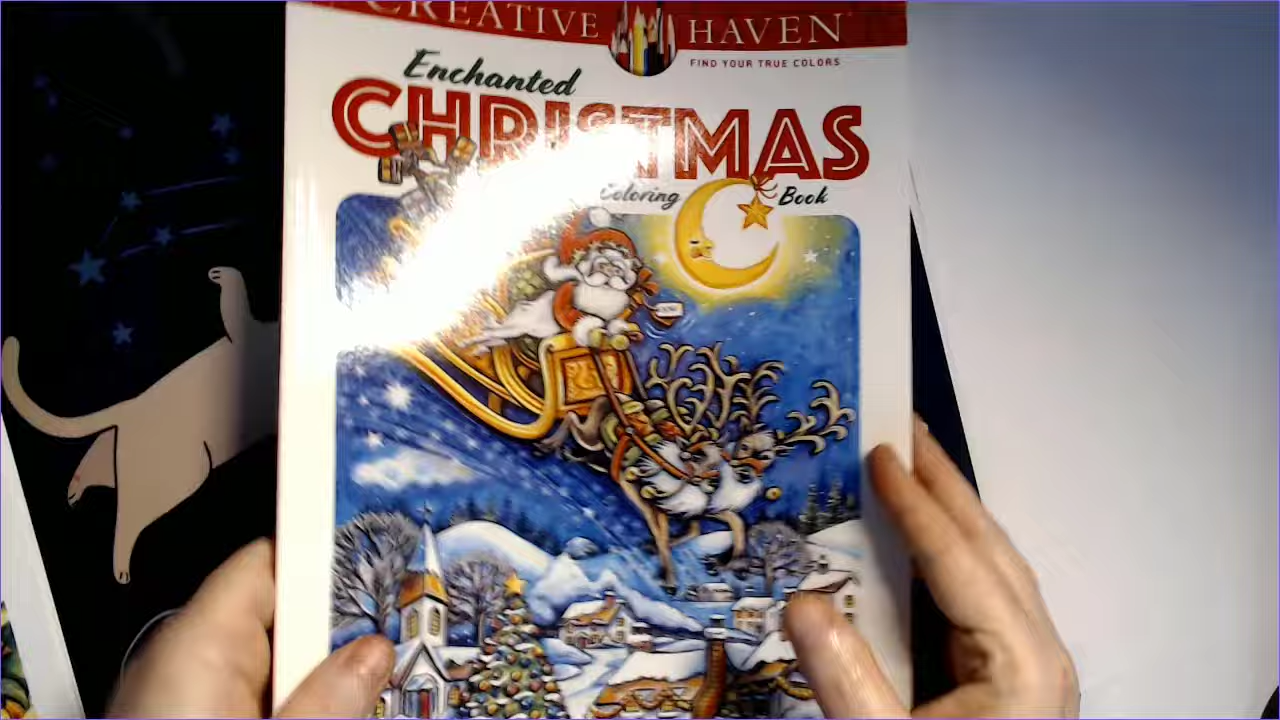 CREATIVE HAVEN
FIND YOUR TRUE COLORS
Enchanted
CHRISTMAS
Coloring Book